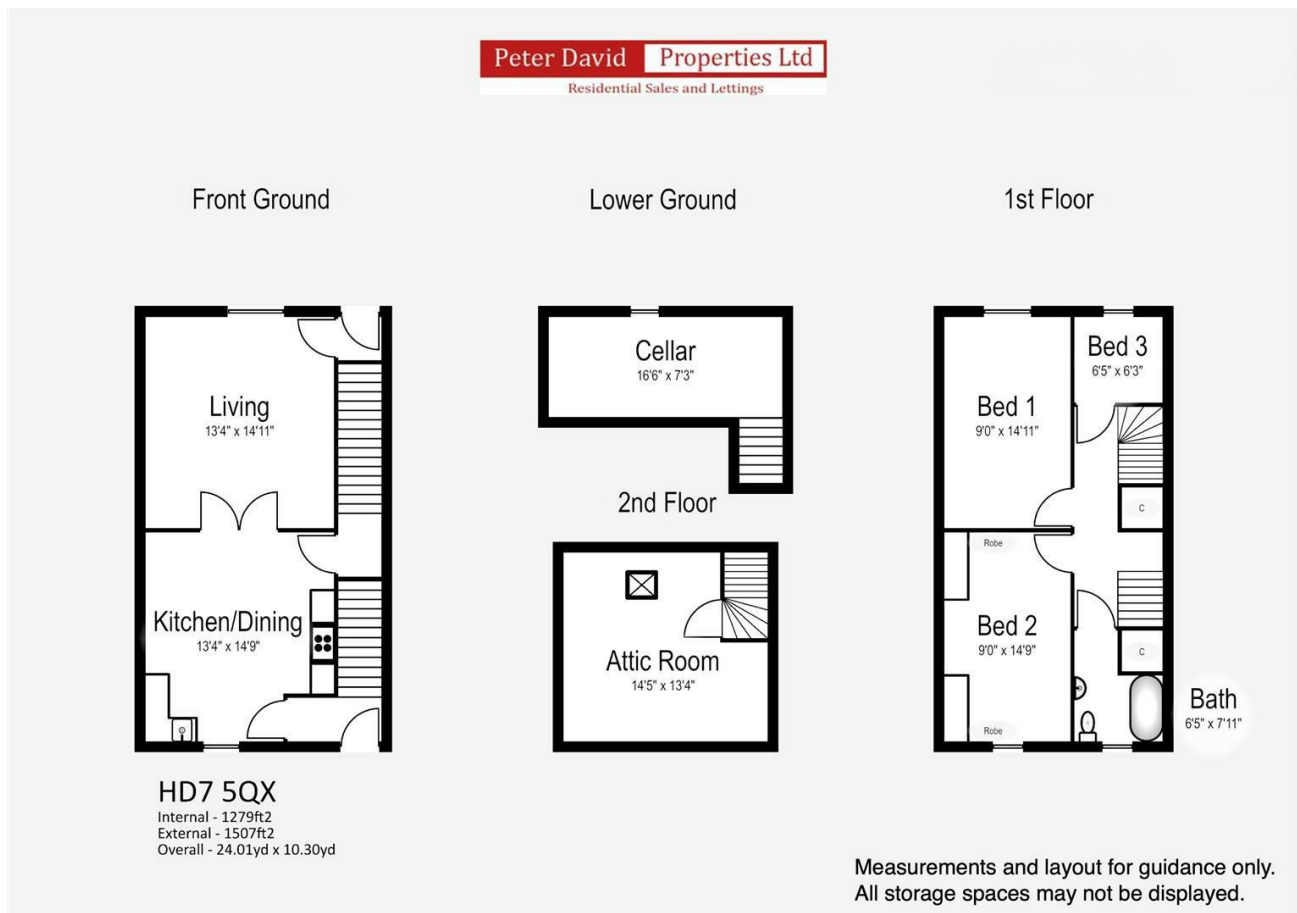 Peter David Properties Ltd
Residential Sales and Lettings
Front Ground
Lower Ground
1st Floor
Living
13'4" x 14'11"
Kitchen/Dining
13'4" x 14'9"
Cellar
16'6" x 7'3"
2nd Floor
Attic Room
14'5" x 13'4"
Bed 3
6'5" x 6'3"
Bed 1
9'0" x 14'11"
C
Robe
Bed 2
9'0" x 14'9"
C
Robe
Bath
6'5" x 7'11"
HD7 5QX
Internal - 1279ft2
External - 1507ft2
Overall - 24.01yd x 10.30yd
Measurements and layout for guidance only.
All storage spaces may not be displayed.